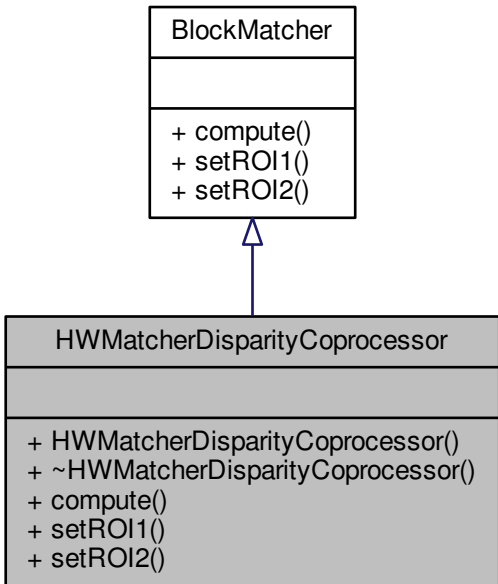 BlockMatcher
+ compute()
+ setROI1()
+ setROI2()
HWMatcherDisparityCoprocessor
+ HWMatcherDisparityCoprocessor()
+ ~HWMatcherDisparityCoprocessor()
+ compute()
+ setROI1()
+ setROI2()